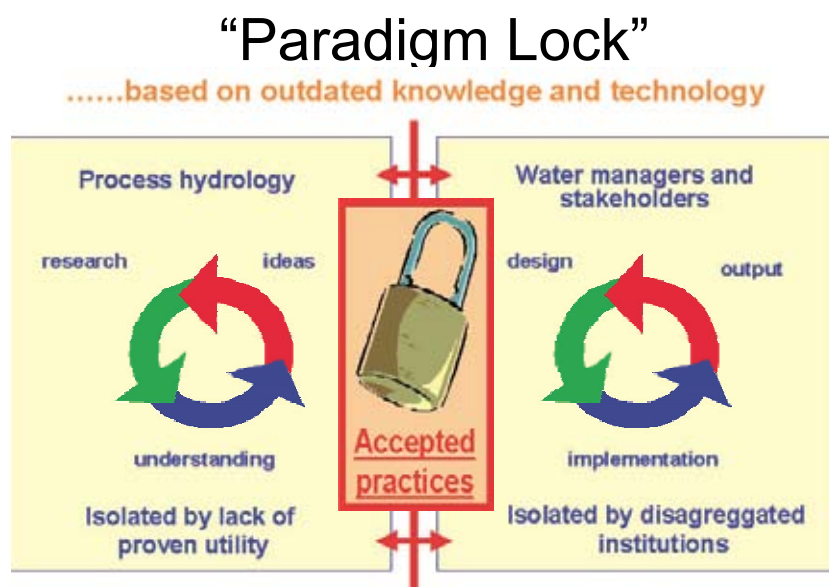 “Paradigm Lock”
......based on outdated knowledge and technology
Process hydrology
research
ideas
understanding
Isolated by lack of
proven utility
Accepted
practices
Water managers and
stakeholders
design
output
implementation
Isolated by disagreggated
institutions